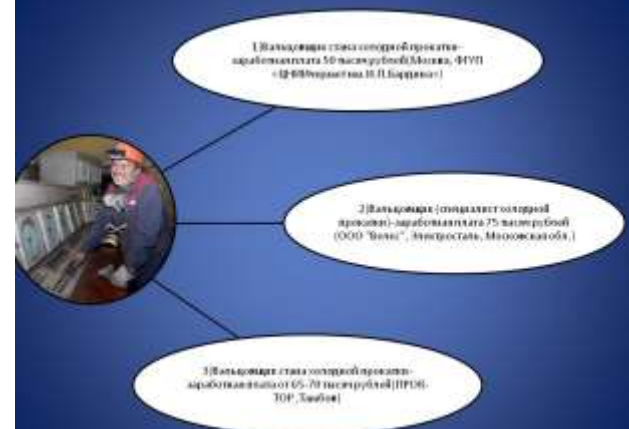 1)Вальцовщик стана холодной прокатки-
заработная плата 50 тысяч рублей(Москва, ФГУП
«ЦНИИчермет им.И.П.Бардина»)
2)Вальцовщик (специалист холодной
прокатки)-заработная плата 75 тысяч рублей
(ООО "Велес", Электросталь, Московская обл.)
3)Вальцовщик стана холодной прокатки-
заработная плата от 65-70 тысяч рублей(ПРОК-
ТОР ,Тамбов)